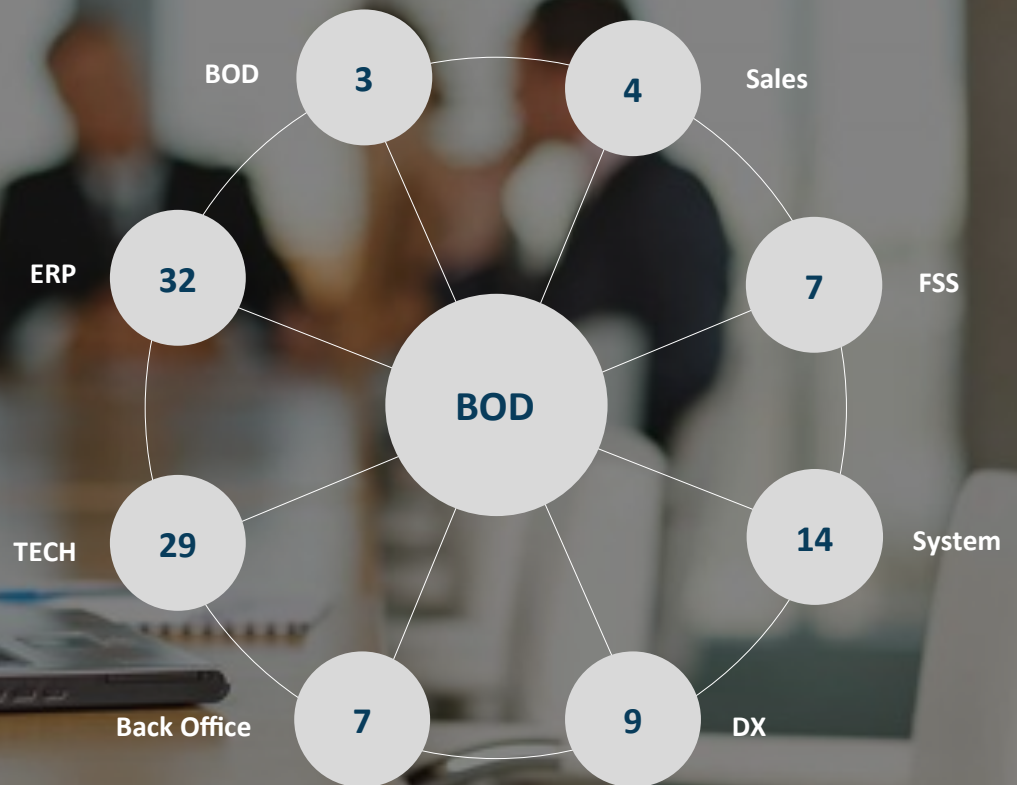 BOD
3
4
Sales
ERP
32
7
FSS
BOD
TECH
29
14
System
Back Office
7
9
DX